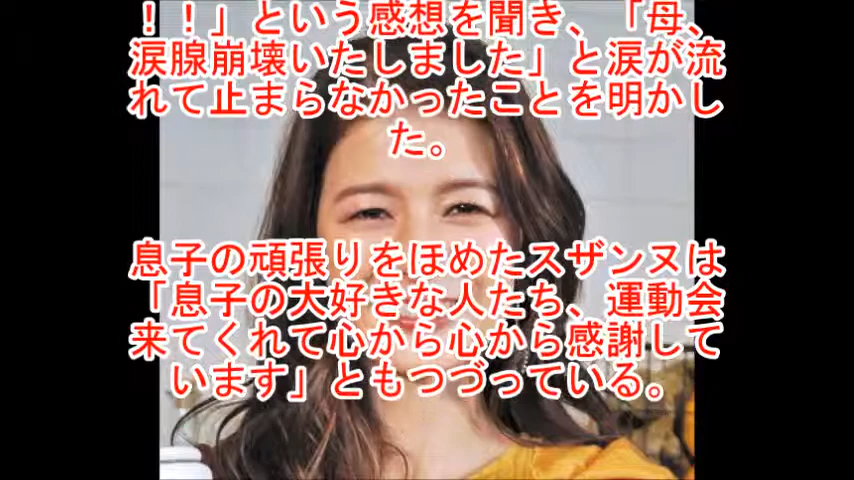 ！！」という感想を聞き、「母、
涙腺崩壊いたしました」と涙が流
れて止まらなかったことを明かし
た。
息子の頑張りをほめたスザンヌは
「息子の大好きな人たち、運動会
来てくれて心から心から感謝して
います」ともつづっている。